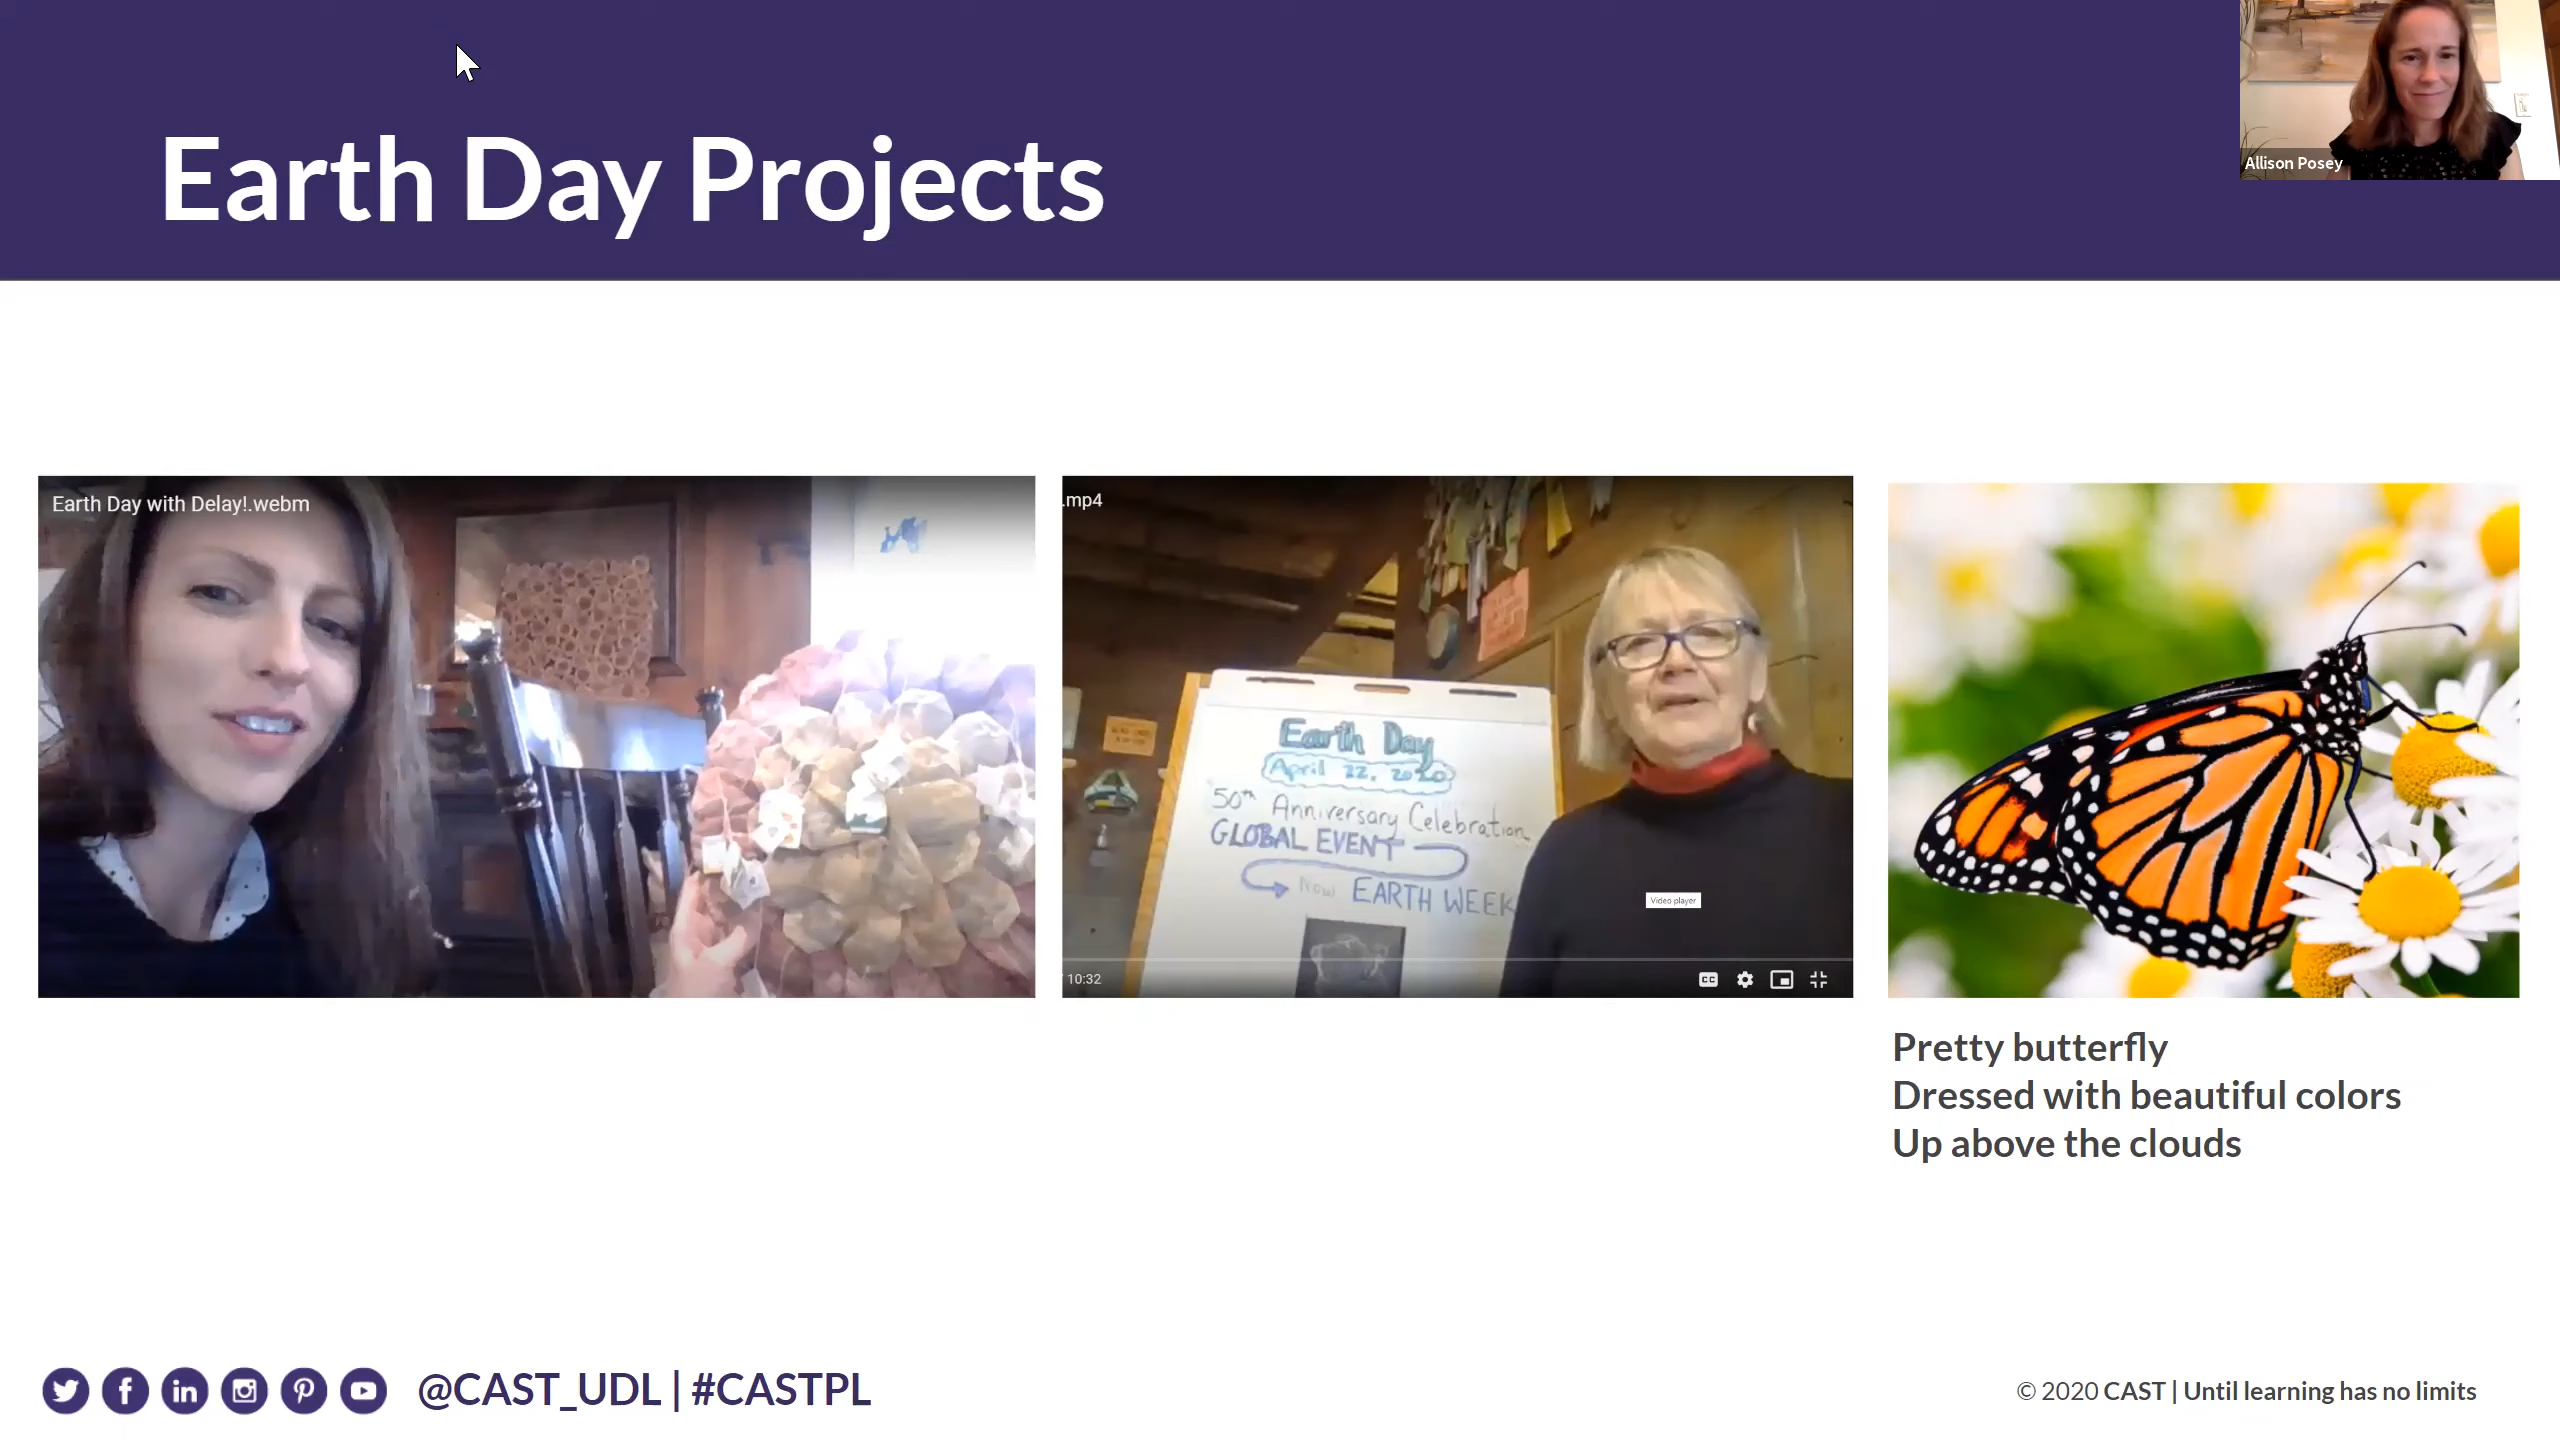 Earth Day Projects
Allison Posey
Earth Day with Delay!.webm
.mp4
Earth Day
April 22, 2020
50th Anniversary Celebration
GLOBAL EVENT
Now EARTH WEEK
Video player
10:32
CC
Pretty butterfly
Dressed with beautiful colors
Up above the clouds
@CAST_UDL | #CASTPL
© 2020 CAST | Until learning has no limits